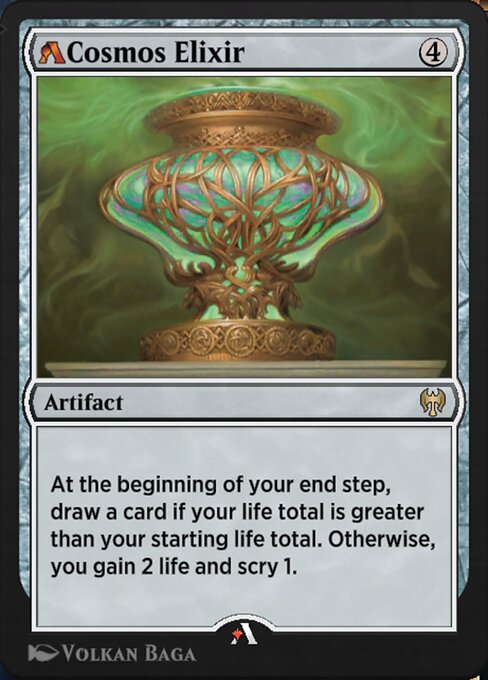 Cosmos Elixir 4
Artifact
At the beginning of your end step,
draw a card if your life total is greater
than your starting life total. Otherwise,
you gain 2 life and scry 1.
Volkan Baga